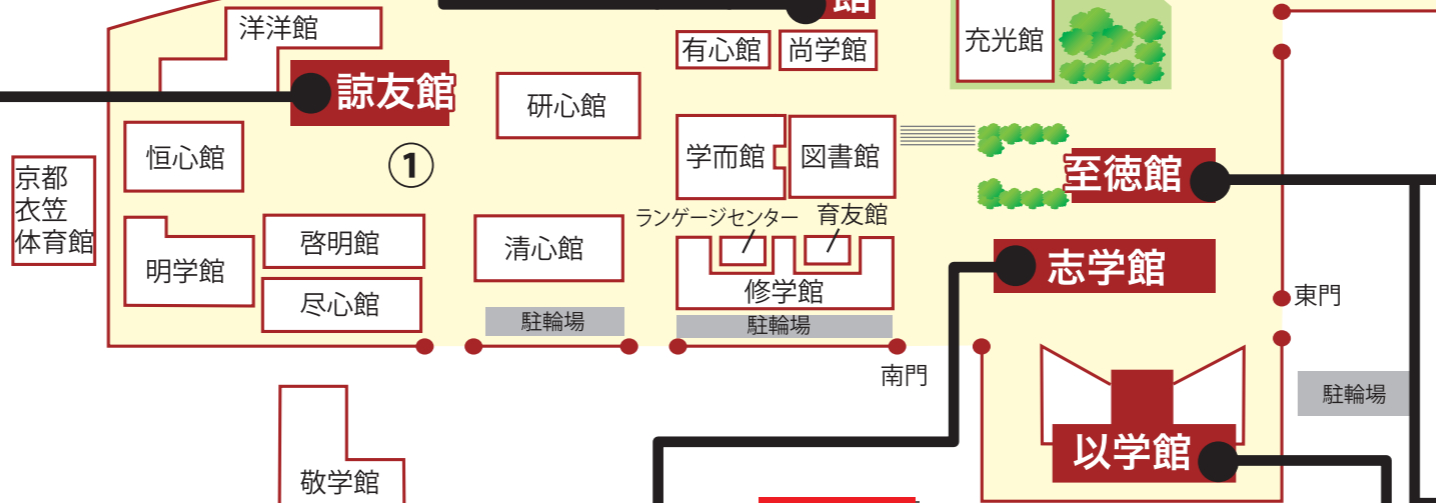 館
洋洋館
有心館
尚学館
充光館
諒友館
研心館
恒心館
①
学而館
図書館
京都
衣笠
体育館
至徳館
ランゲージセンター
育友館
啓明館
清心館
明学館
志学館
尽心館
修学館
駐輪場
駐輪場
東門
南門
駐輪場
以学館
敬学館